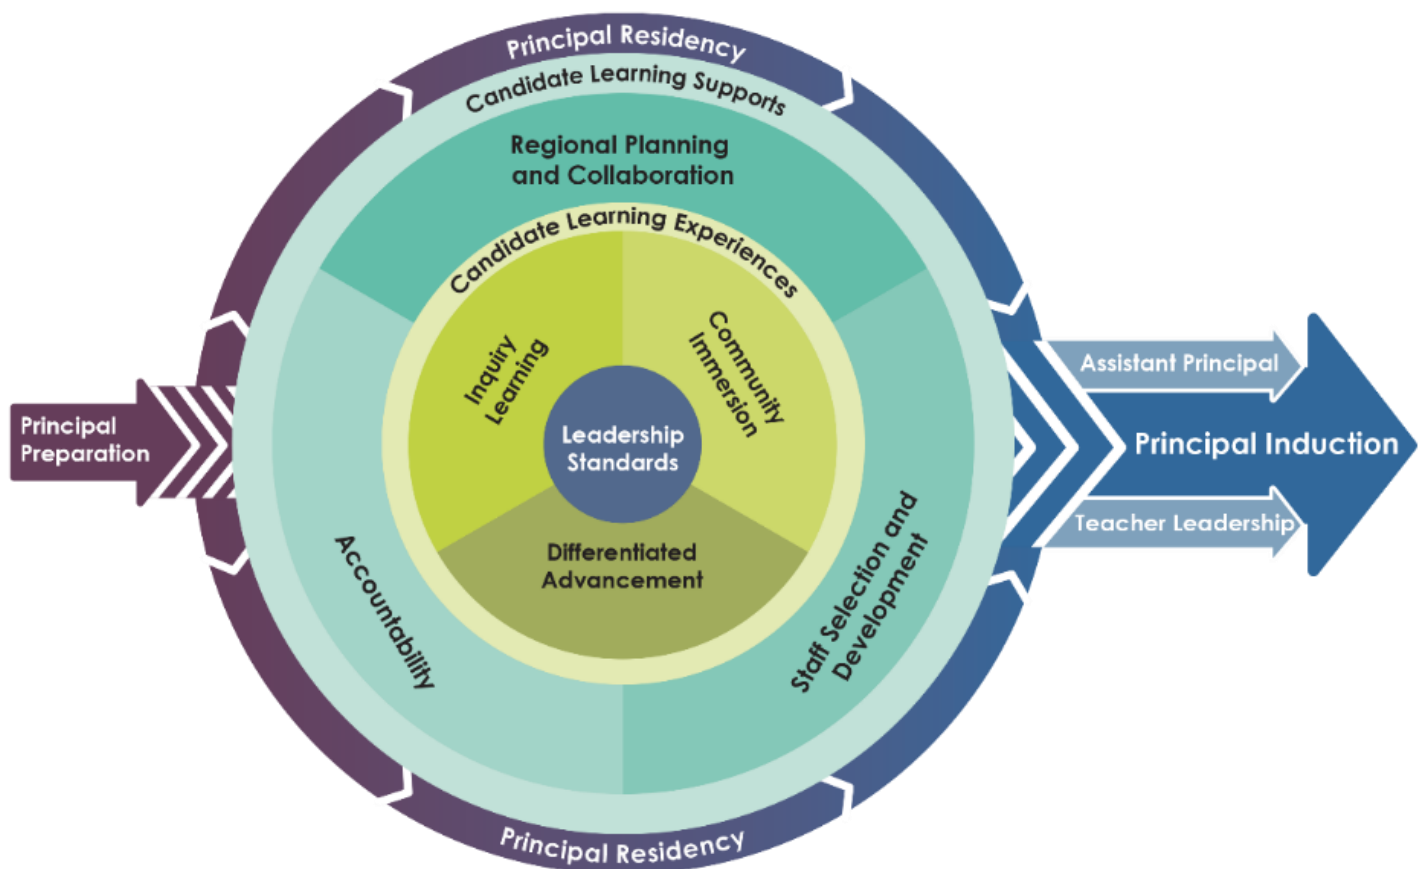 Principal Residency
Candidate Learning Supports
Regional Planning
and Collaboration
Candidate Learning Experiences
Inquiry
Learning
Community
Immersion
Leadership
Standards
Differentiated
Advancement
Accountability
Staff Selection and
Development
Principal
Preparation
Assistant Principal
Principal Induction
Teacher Leadership
Principal Residency